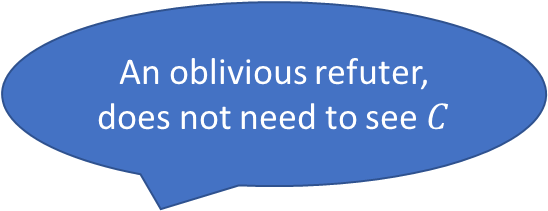 An oblivious refuter,
does not need to see C